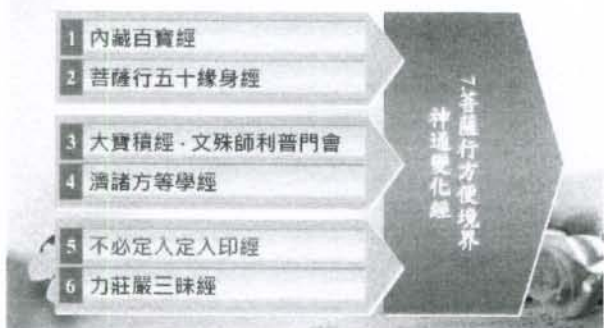 1 內藏百寶經
2 菩薩行五十緣身經
3 大寶積經．文殊師利普門會
4 濟諸方等學經
5 不必定入定入印經
6 力莊嚴三昧經
7 菩薩行方便境界
神通變化經